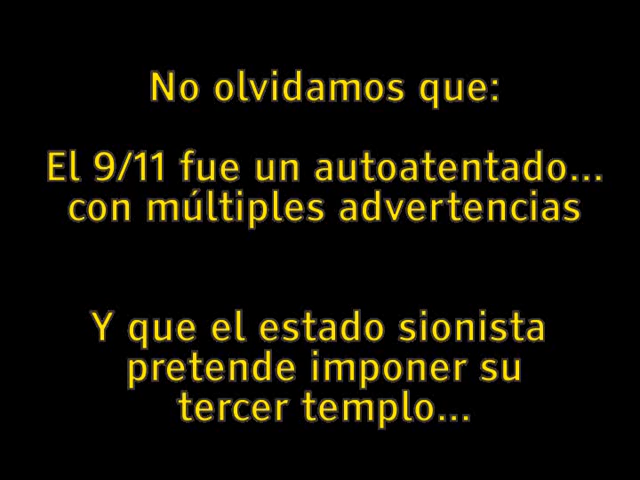 No olvidamos que:
El 9/11 fue un autoatentado...
con múltiples advertencias
Y que el estado sionista
pretende imponer su
tercer templo...